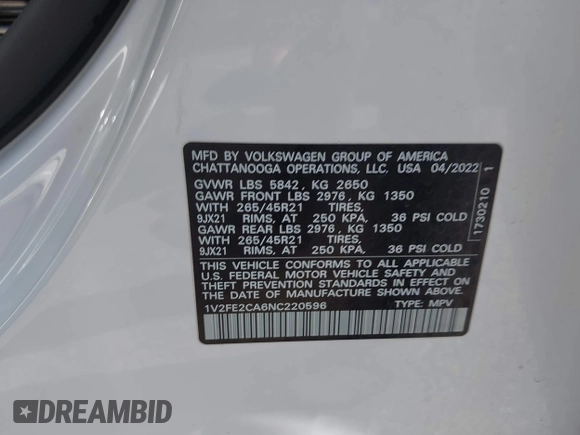 MFD BY VOLKSWAGEN GROUP OF AMERICA
CHATTANOOGA OPERATIONS, LLC. USA 04/2022
GVWR LBS 5842, KG 2650
GAWR FRONT LBS 2976, KG 1350
WITH 265/45R21 TIRES,
9JX21 RIMS, AT 250 KPA, 36 PSI COLD
GAWR REAR LBS 2976, KG 1350
WITH 265/45R21 TIRES,
9JX21 RIMS, AT 250 KPA, 36 PSI COLD
THIS VEHICLE CONFORMS TO ALL APPLICABLE
U.S. FEDERAL MOTOR VEHICLE SAFETY AND
THEFT PREVENTION STANDARDS IN EFFECT ON
THE DATE OF MANUFACTURE SHOWN ABOVE.
1V2FE2CA6NC220596 TYPE: MPV
1730210 1
DREAMBID